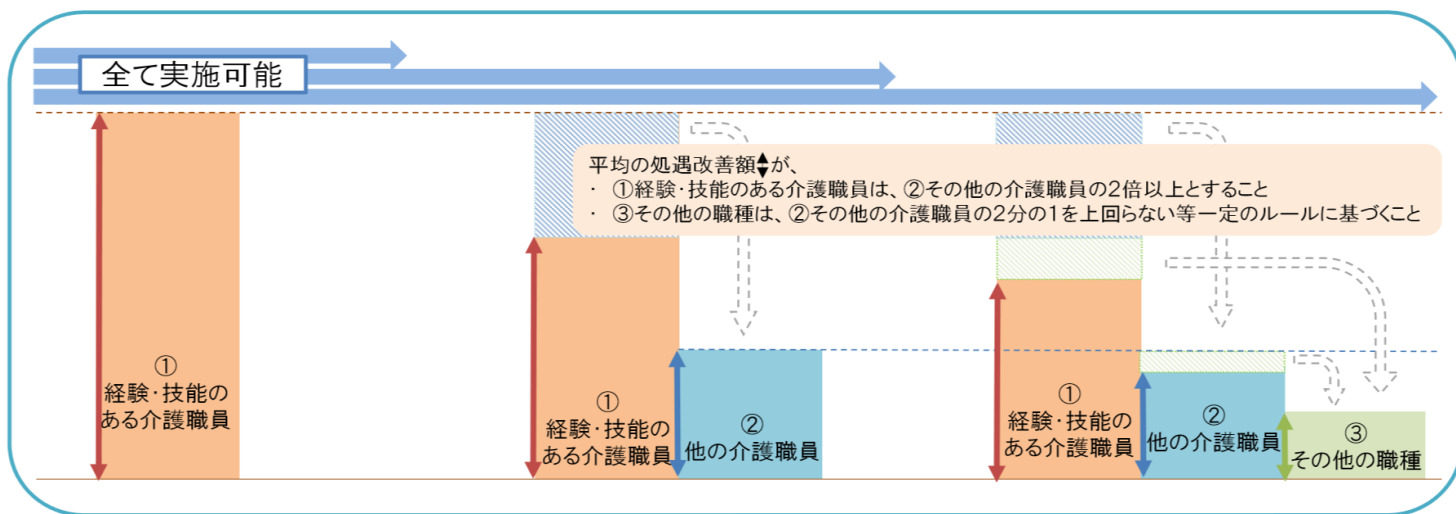 全て実施可能
平均の処遇改善額が、
・ ①経験・技能のある介護職員は、②その他の介護職員の2倍以上とすること
・ ③その他の職種は、②その他の介護職員の2分の1を上回らない等一定のルールに基づくこと
①
経験・技能の
ある介護職員
①
経験・技能の
ある介護職員
②
他の介護職員
①
経験・技能の
ある介護職員
②
他の介護職員
③
その他の職種